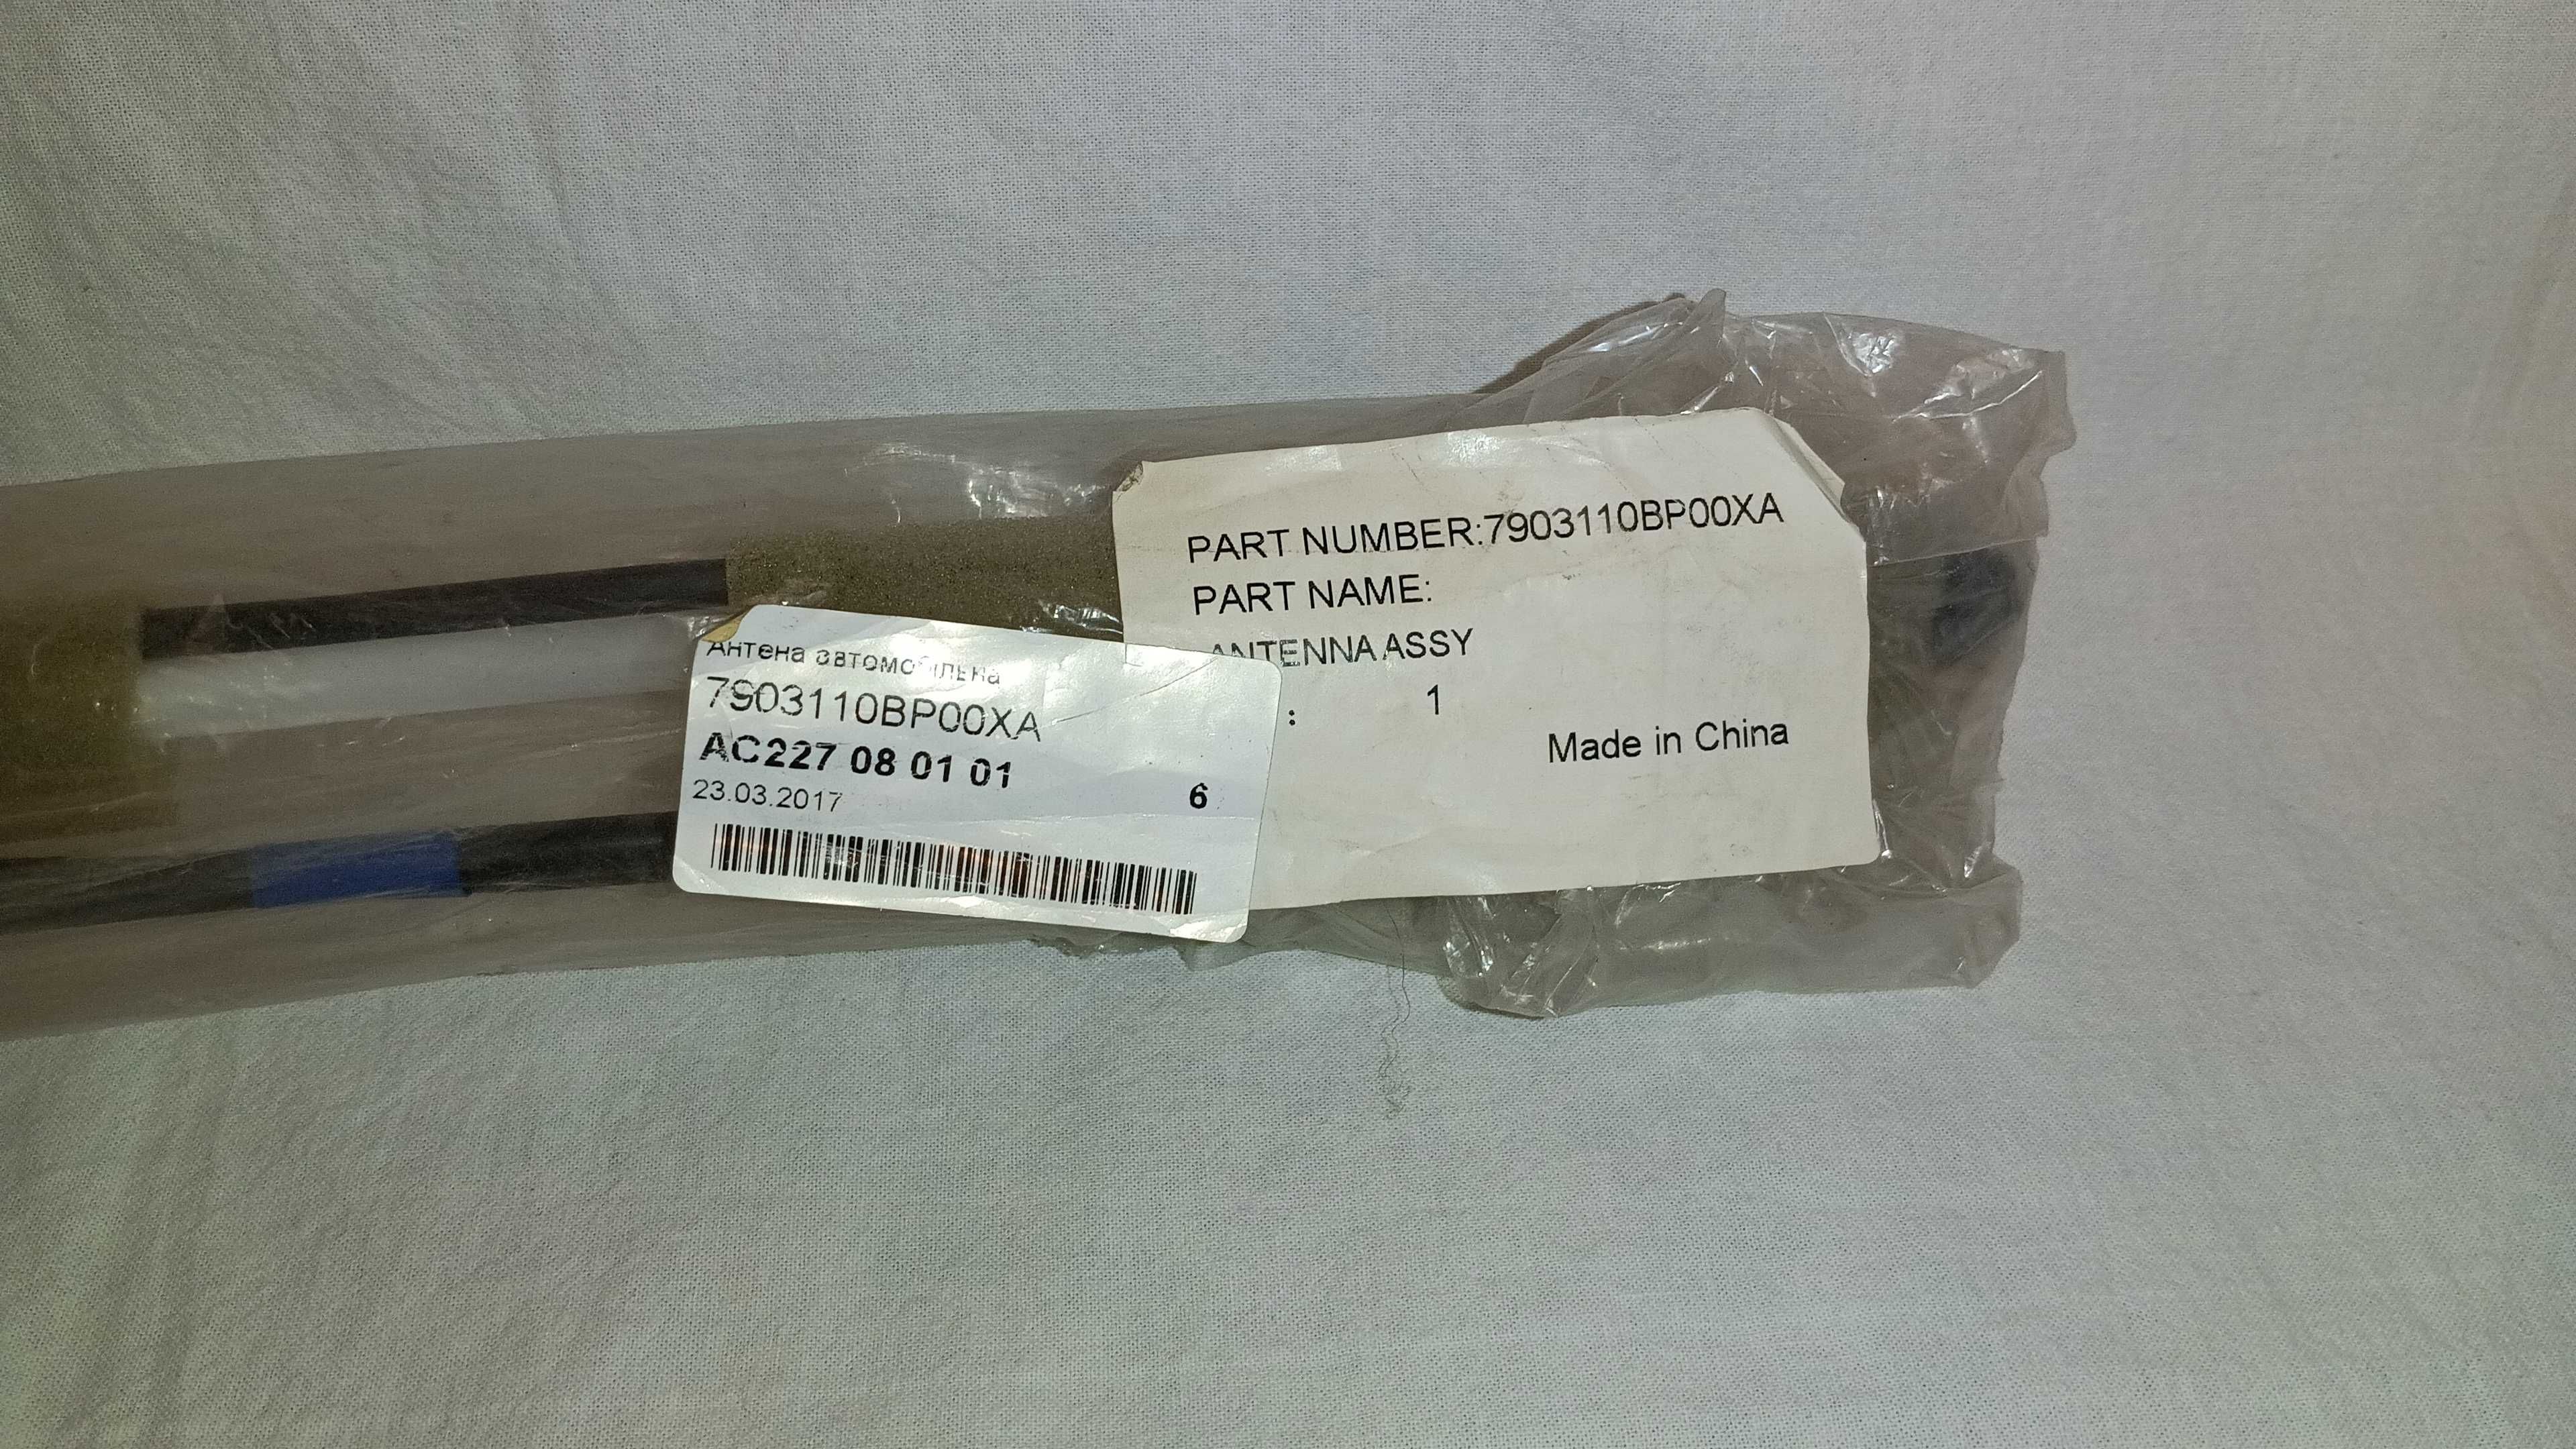 PART NUMBER:7903110BP00XA
PART NAME:
ANTENNA ASSY
: 1
Made in China
Антена автомобільна
7903110BP00XA
AC227 08 01 01
23.03.2017 6